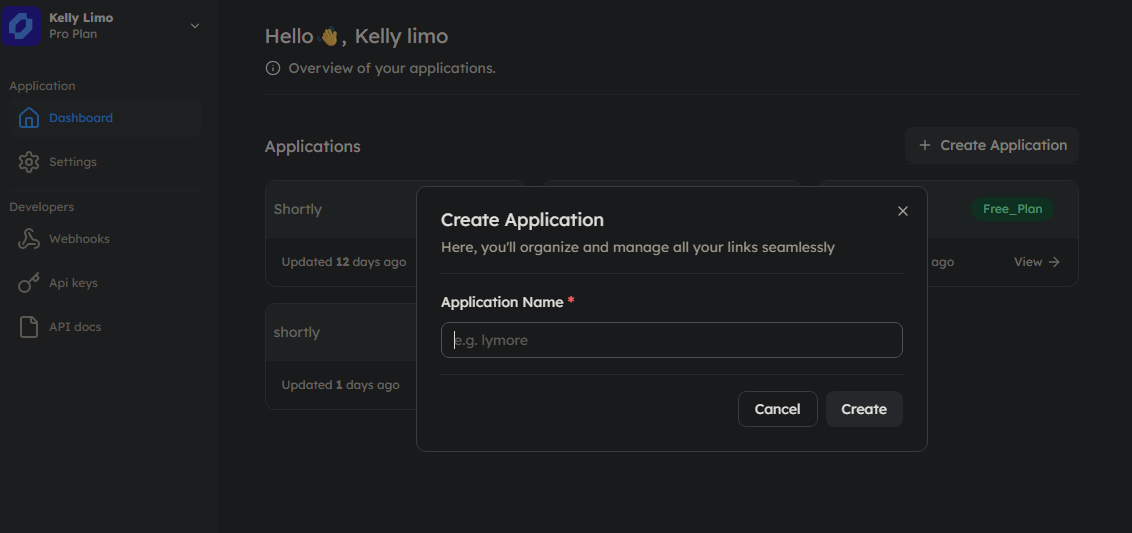 Kelly Limo
Pro Plan
Application
Dashboard
Settings
Developers
Webhooks
Api keys
API docs
Hello 👋, Kelly limo
Overview of your applications.
Applications
+ Create Application
Shortly
Updated 12 days ago
Free_Plan
ago
View →
shortly
Updated 1 days ago
Create Application
Here, you'll organize and manage all your links seamlessly
Application Name *
e.g. lymore
Cancel
Create